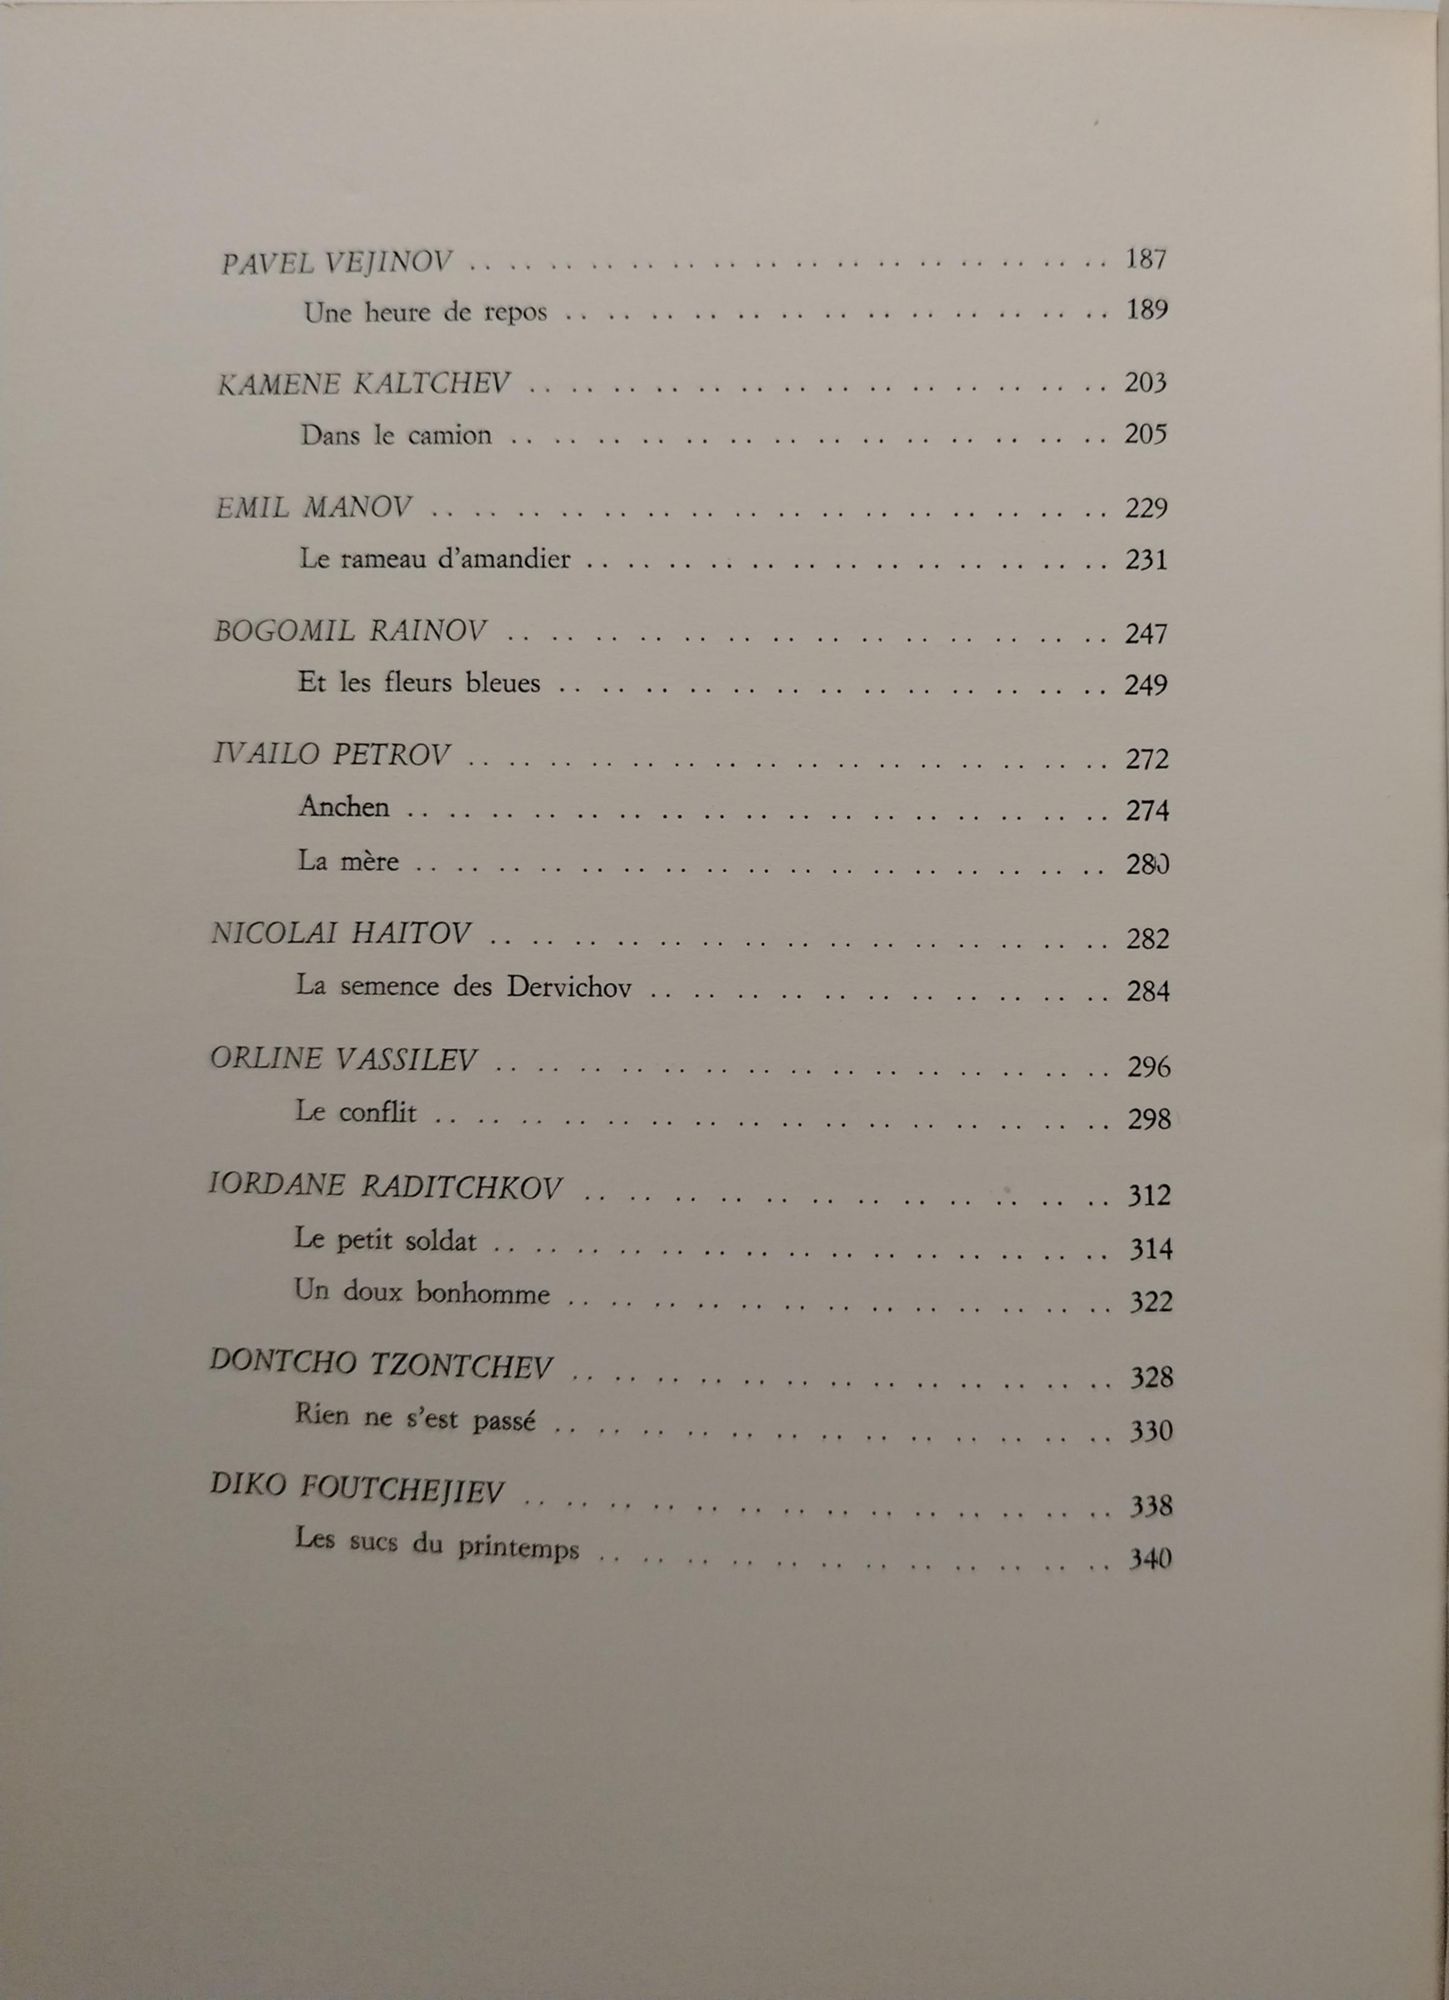 PAVEL VEJINOV . . . . . . . . . . . . . . . . . 187
Une heure de repos . . . . . . . . . . . . . . . 189
KAMENE KALTCHEV . . . . . . . . . . . . . . . 203
Dans le camion . . . . . . . . . . . . . . . . 205
EMIL MANOV . . . . . . . . . . . . . . . . . 229
Le rameau d'amandier . . . . . . . . . . . . . . 231
BOGOMIL RAINOV . . . . . . . . . . . . . . . 247
Et les fleurs bleues . . . . . . . . . . . . . . . 249
IVAILO PETROV . . . . . . . . . . . . . . . . 272
Anchen . . . . . . . . . . . . . . . . . . 274
La mère . . . . . . . . . . . . . . . . . . 280
NICOLAI HAITOV . . . . . . . . . . . . . . . 282
La semence des Dervichov . . . . . . . . . . . . 284
ORLINE VASSILEV . . . . . . . . . . . . . . . 296
Le conflit . . . . . . . . . . . . . . . . . 298
IORDANE RADITCHKOV . . . . . . . . . . . . . 312
Le petit soldat . . . . . . . . . . . . . . . . 314
Un doux bonhomme . . . . . . . . . . . . . . 322
DONTCHO TZONTCHEV . . . . . . . . . . . . . 328
Rien ne s'est passé . . . . . . . . . . . . . . 330
DIKO FOUTCHEJIEV . . . . . . . . . . . . . . 338
Les sucs du printemps . . . . . . . . . . . . . 340